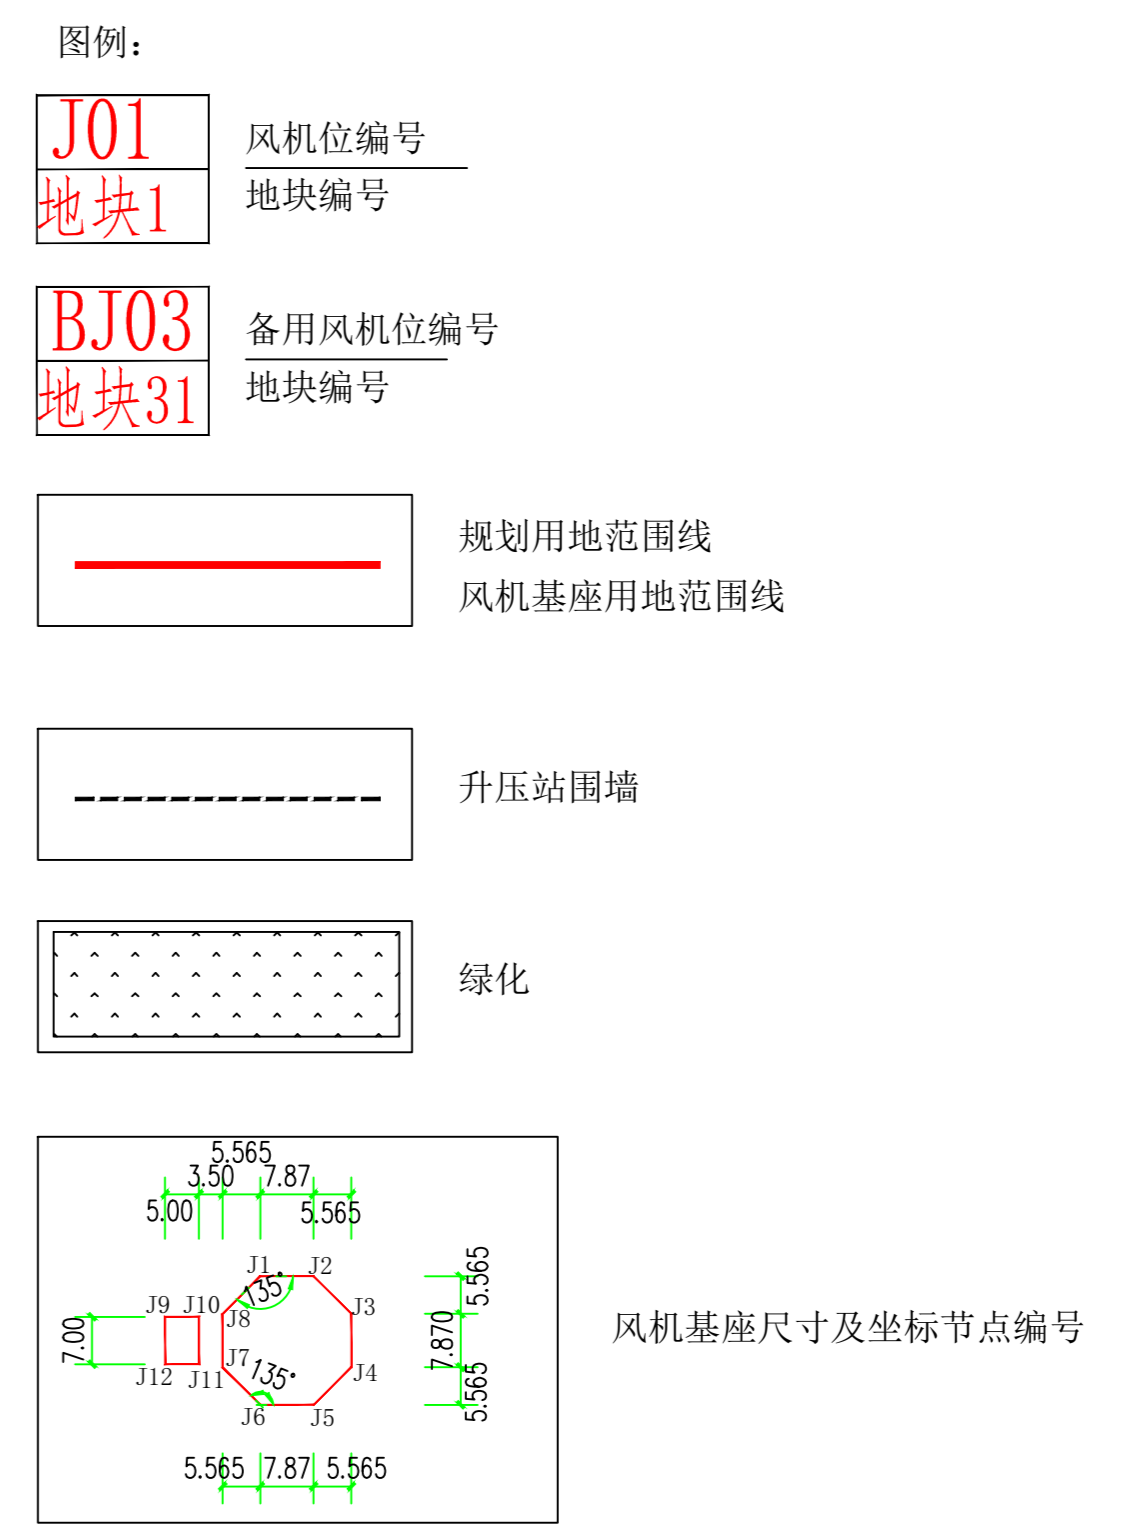 图例：
J01
地块1
风机位编号
地块编号
BJ03
地块31
备用风机位编号
地块编号
规划用地范围线
风机基座用地范围线
升压站围墙
绿化
5.565
3.50 7.87
5.00 5.565
J1 J2
135°
J9 J10 J8 J3
7.00
J12 J11 J7 J4
135°
J6 J5
5.565
7.870
5.565
5.565 7.87 5.565
风机基座尺寸及坐标节点编号